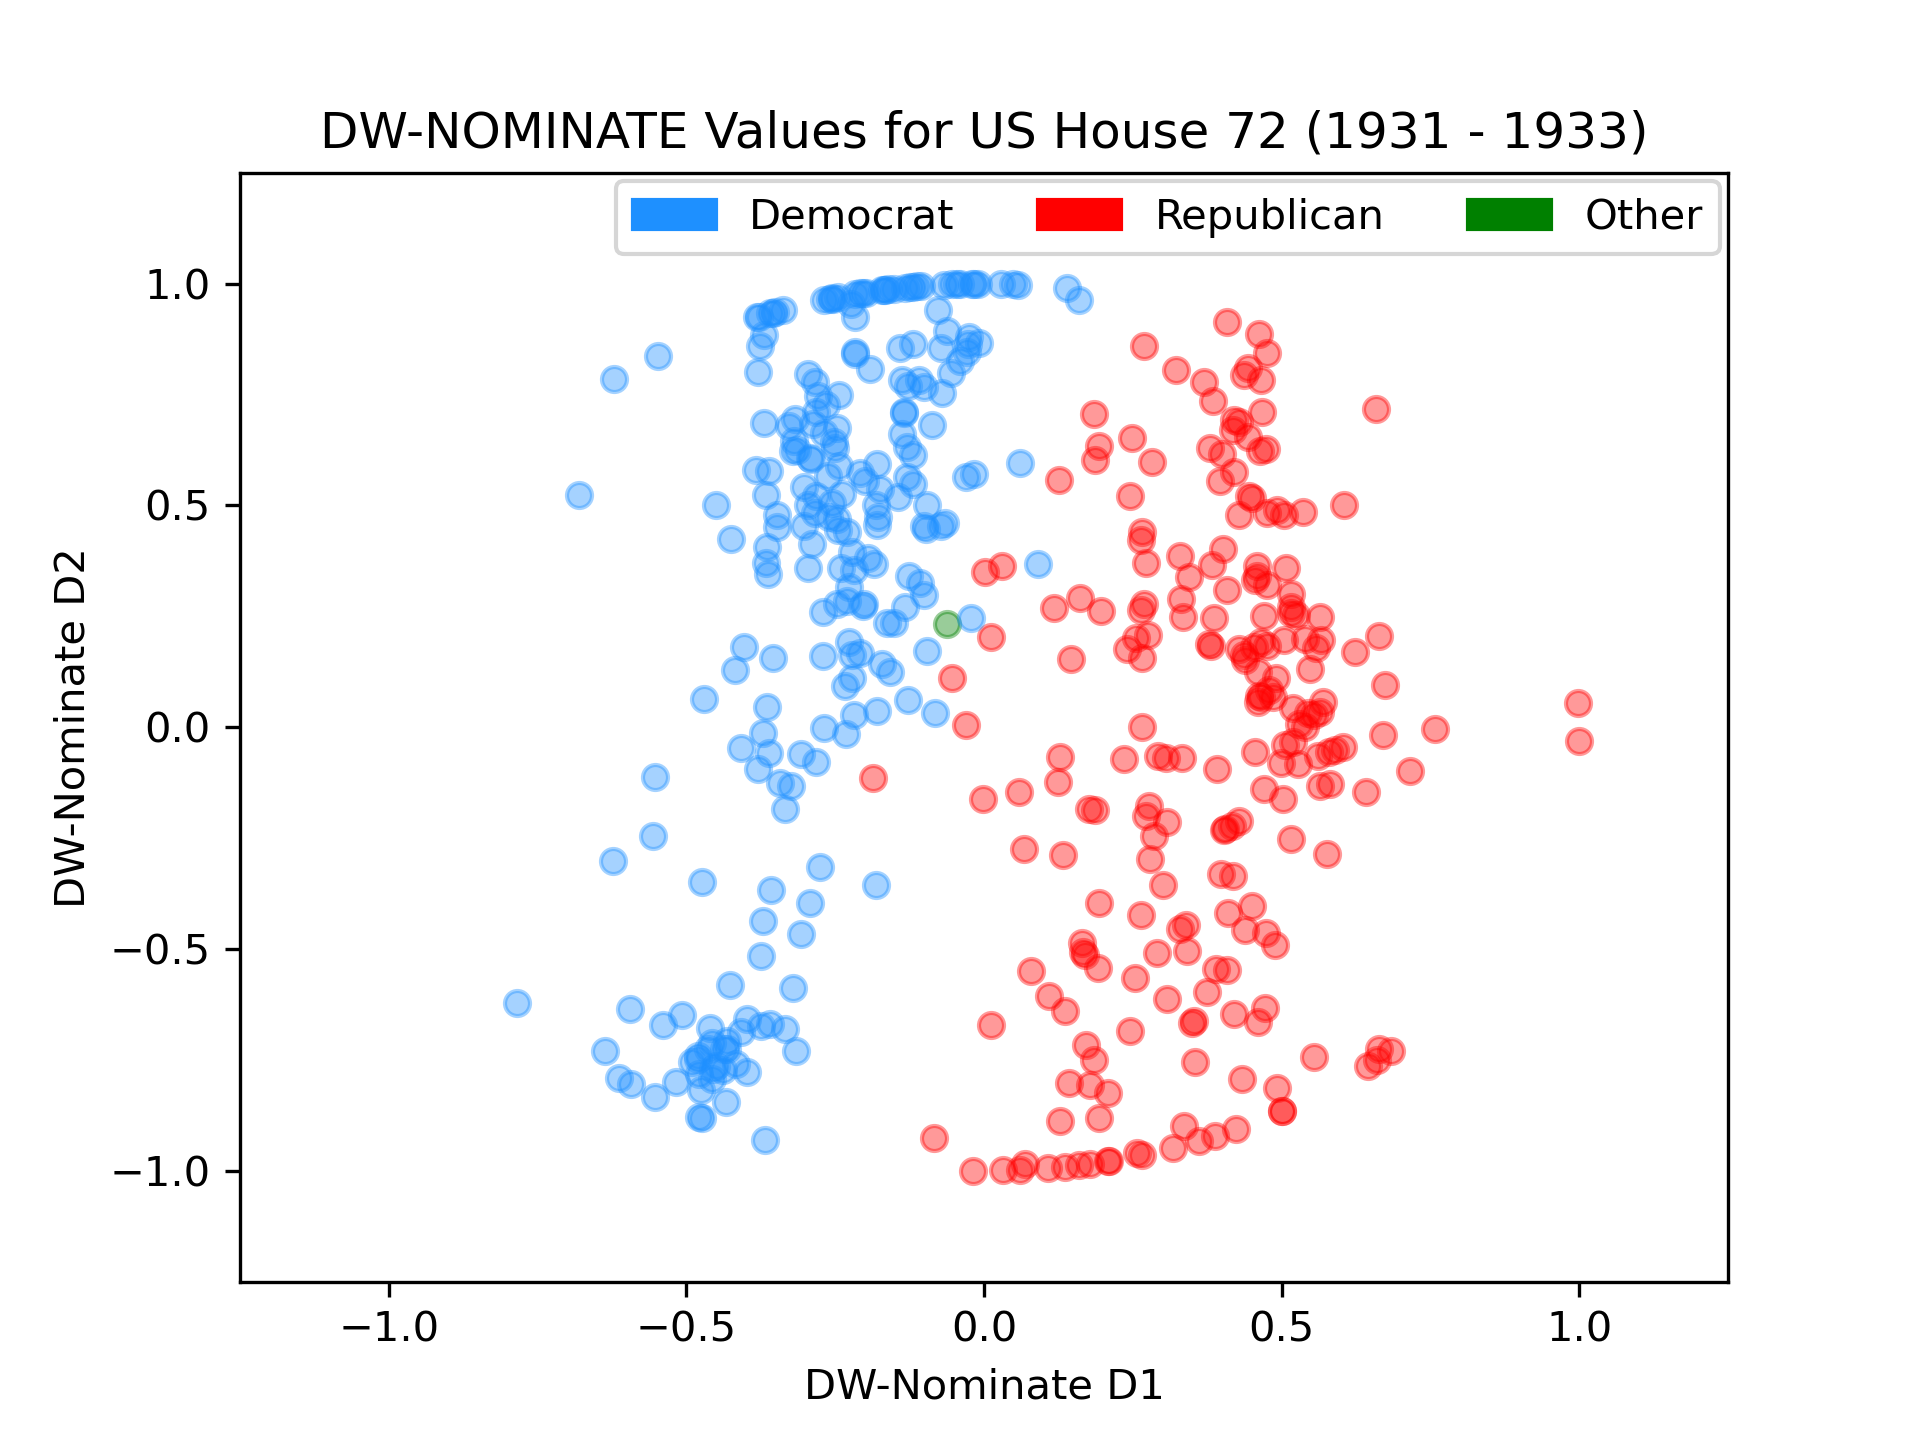 DW-NOMINATE Values for US House 72 (1931 - 1933)
Democrat Republican Other
1.0
0.5
0.0
−0.5
−1.0
DW-Nominate D2
−1.0 −0.5 0.0 0.5 1.0
DW-Nominate D1